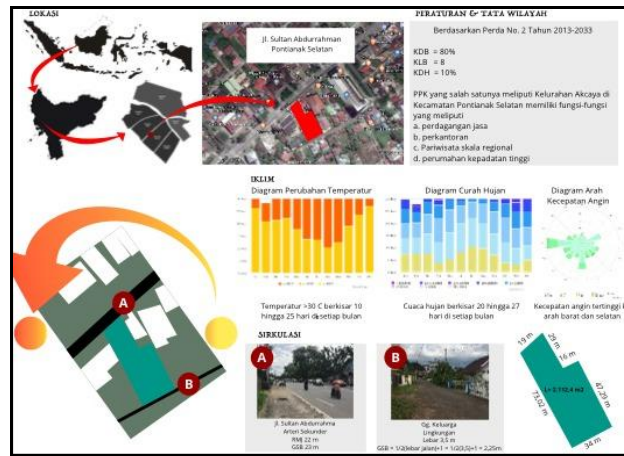 LOKASI
Jl. Sultan Abdurrahman
Pontianak Selatan
PERATURAN & TATA WILAYAH
Berdasarkan Perda No. 2 Tahun 2013-2033
KDB = 80%
KLB = 8
KDH = 10%
PPK yang salah satunya meliputi Kelurahan Akcaya di
Kecamatan Pontianak Selatan memiliki fungsi-fungsi
yang meliputi
a. perdagangan jasa
b. perkantoran
c. Pariwisata skala regional
d. perumahan kepadatan tinggi
IKLIM
Diagram Perubahan Temperatur
Temperatur >30 C berkisar 10
hingga 25 hari di setiap bulan
Diagram Curah Hujan
Cuaca hujan berkisar 20 hingga 27
hari di setiap bulan
Diagram Arah
Kecepatan Angin
Kecepatan angin tertinggi
arah barat dan selatan
A
B
SIRKULASI
A
Jl. Sultan Abdurrahma
Arteri Sekunder
RMJ 22 m
GSB 23 m
B
Gg. Keluarga
Lingkungan
Lebar 3,5 m
GSB = 1/2(lebar jalan)+1 = 1/2(3,5)+1 = 2,25m
19 m
29 m
16 m
47,29 m
73,02 m
34 m